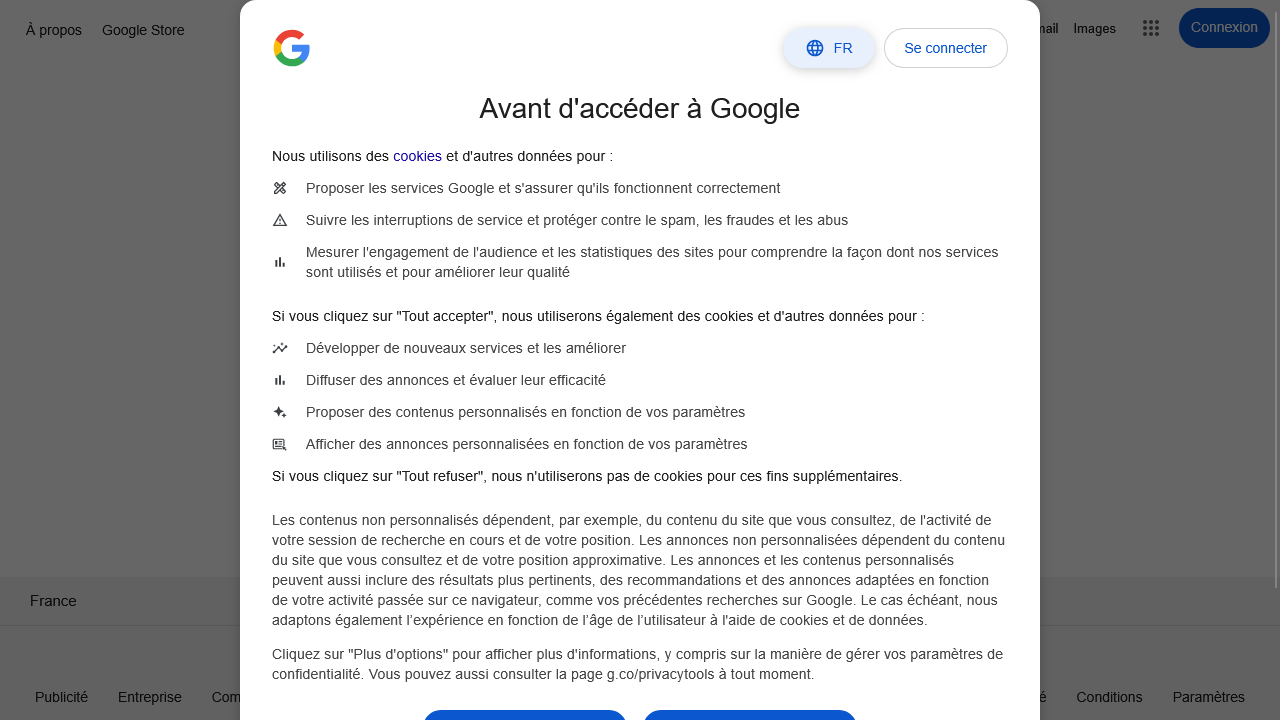 À propos
Google Store
Images
Connexion
FR
Se connecter
Avant d'accéder à Google
Nous utilisons des cookies et d'autres données pour :
Proposer les services Google et s'assurer qu'ils fonctionnent correctement
Suivre les interruptions de service et protéger contre le spam, les fraudes et les abus
Mesurer l'engagement de l'audience et les statistiques des sites pour comprendre la façon dont nos services
sont utilisés et pour améliorer leur qualité
Si vous cliquez sur "Tout accepter", nous utiliserons également des cookies et d'autres données pour :
Développer de nouveaux services et les améliorer
Diffuser des annonces et évaluer leur efficacité
Proposer des contenus personnalisés en fonction de vos paramètres
Afficher des annonces personnalisées en fonction de vos paramètres
Si vous cliquez sur "Tout refuser", nous n'utiliserons pas de cookies pour ces fins supplémentaires.
Les contenus non personnalisés dépendent, par exemple, du contenu du site que vous consultez, de l'activité de
votre session de recherche en cours et de votre position. Les annonces non personnalisées dépendent du contenu
du site que vous consultez et de votre position approximative. Les annonces et les contenus personnalisés
peuvent aussi inclure des résultats plus pertinents, des recommandations et des annonces adaptées en fonction
de votre activité passée sur ce navigateur, comme vos précédentes recherches sur Google. Le cas échéant, nous
adaptons également l’expérience en fonction de l’âge de l’utilisateur à l'aide de cookies et de données.
Cliquez sur "Plus d'options" pour afficher plus d'informations, y compris sur la manière de gérer vos paramètres de
confidentialité. Vous pouvez aussi consulter la page g.co/privacytools à tout moment.
France
Publicité
Entreprise
Conditions
Paramètres